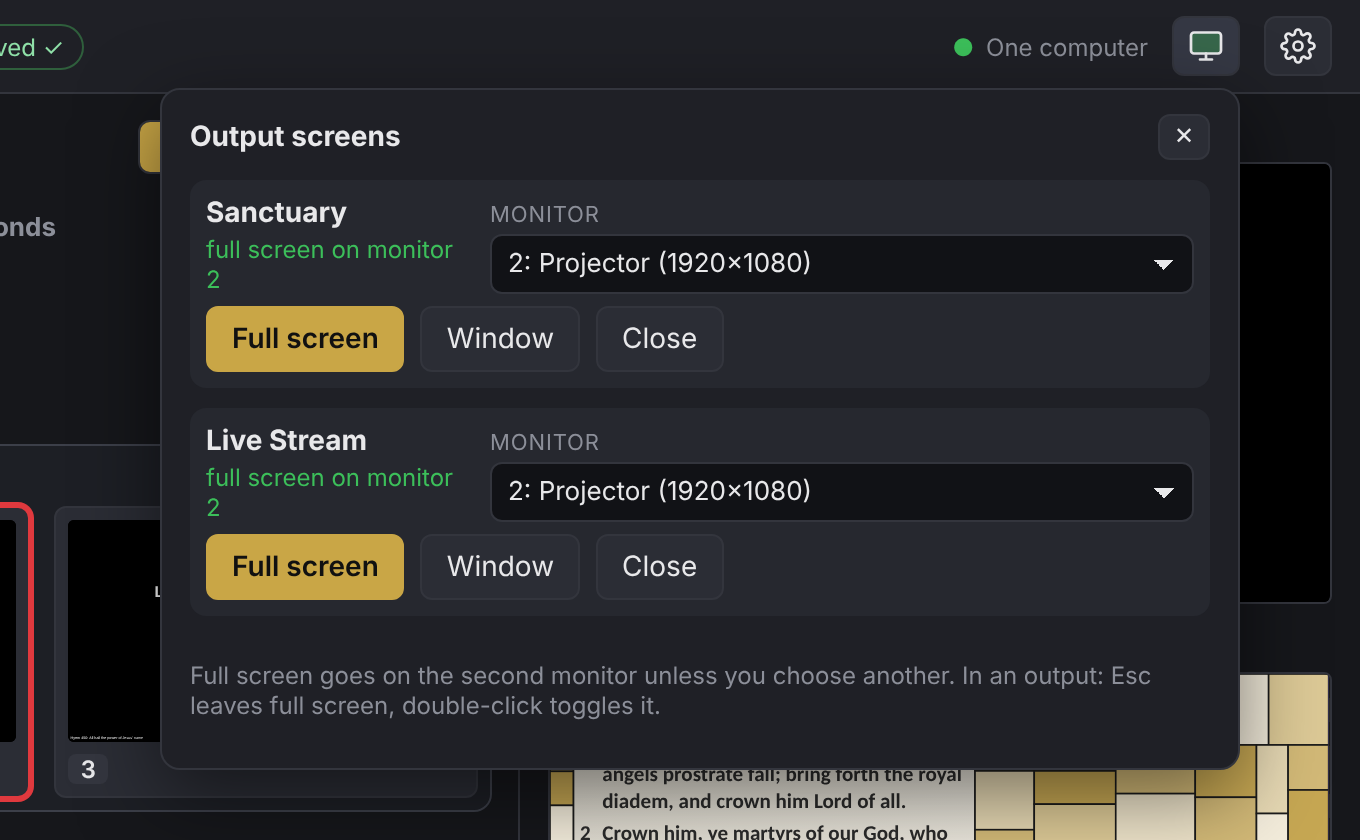 ved ✓
One computer
Output screens
onds
Sanctuary
full screen on monitor
2
MONITOR
2: Projector (1920×1080)
Full screen
Window
Close
Live Stream
full screen on monitor
2
MONITOR
2: Projector (1920×1080)
Full screen
Window
Close
Full screen goes on the second monitor unless you choose another. In an output: Esc
leaves full screen, double-click toggles it.
L
3
angels prostrate fall; bring forth the royal
diadem, and crown him Lord of all.
2 Crown him, ye martyrs of our God, who